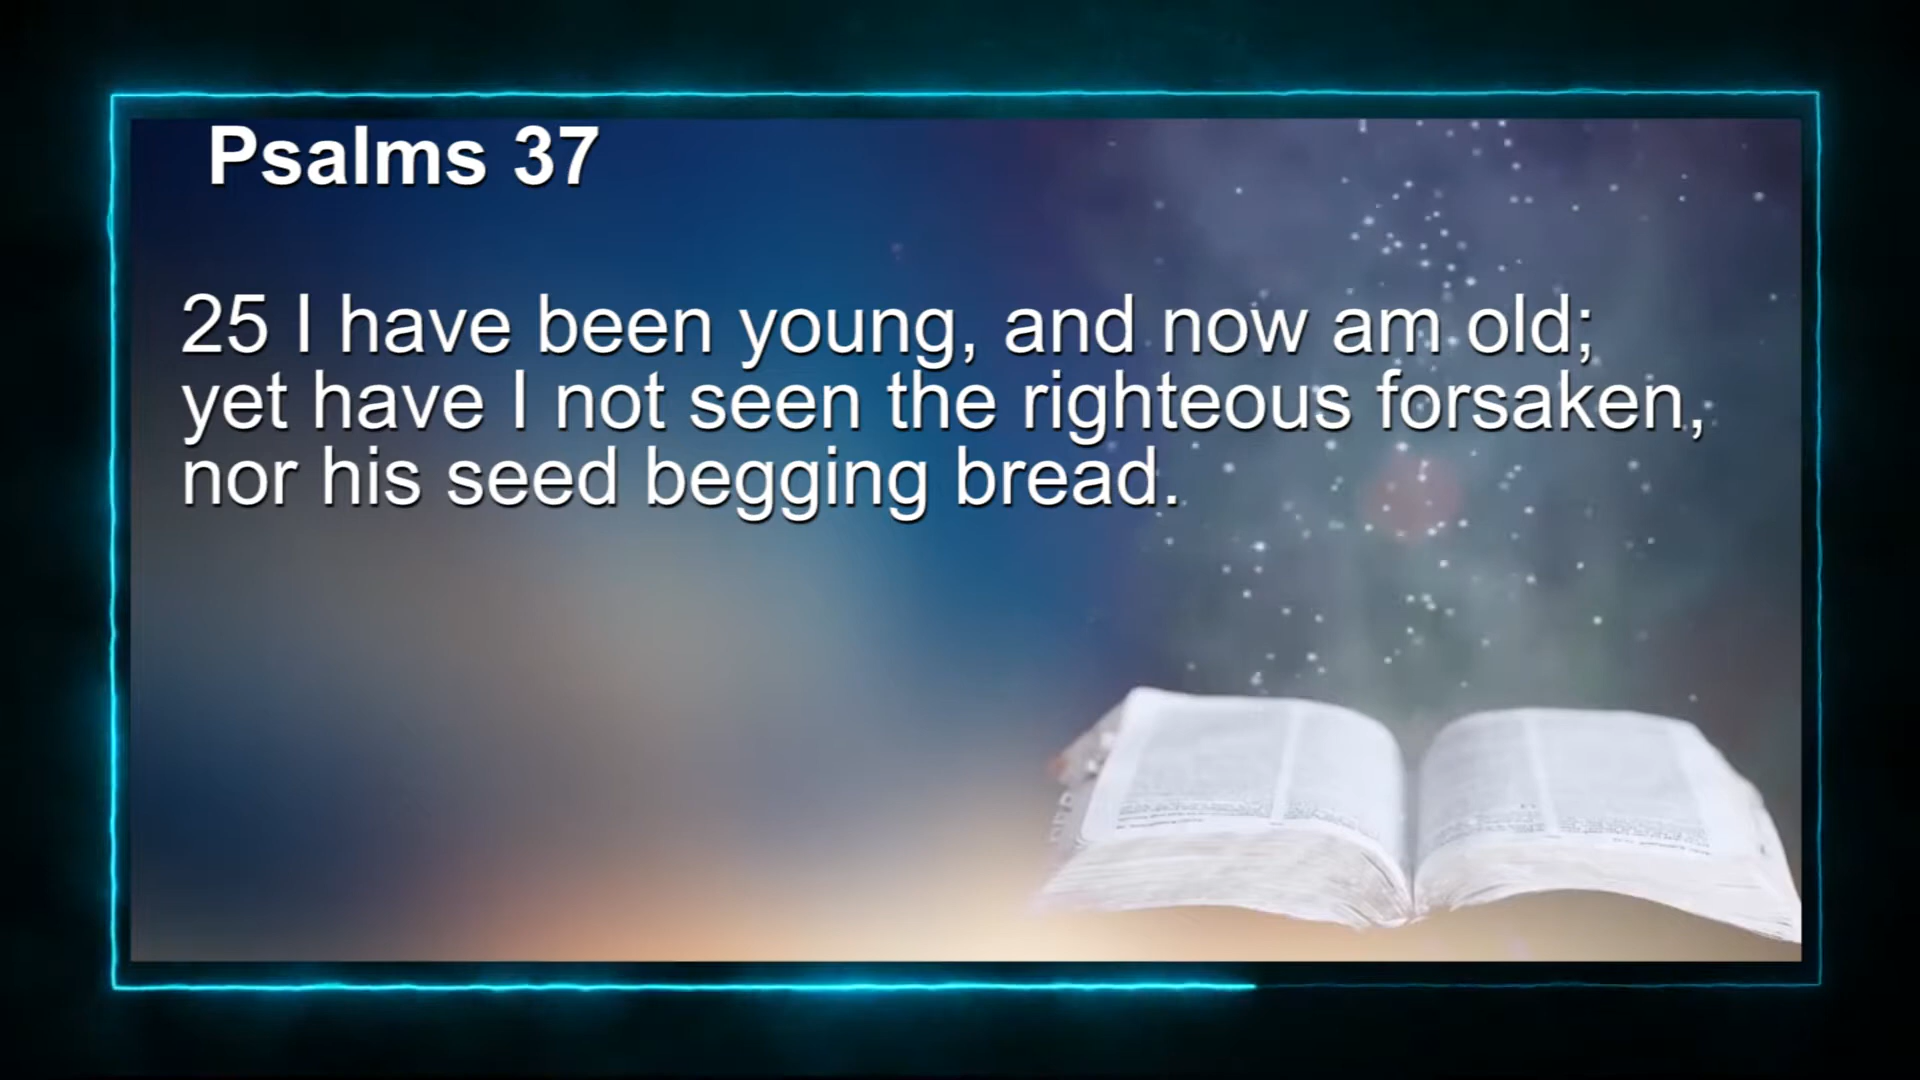 Psalms 37
25 I have been young, and now am old;
yet have I not seen the righteous forsaken,
nor his seed begging bread.